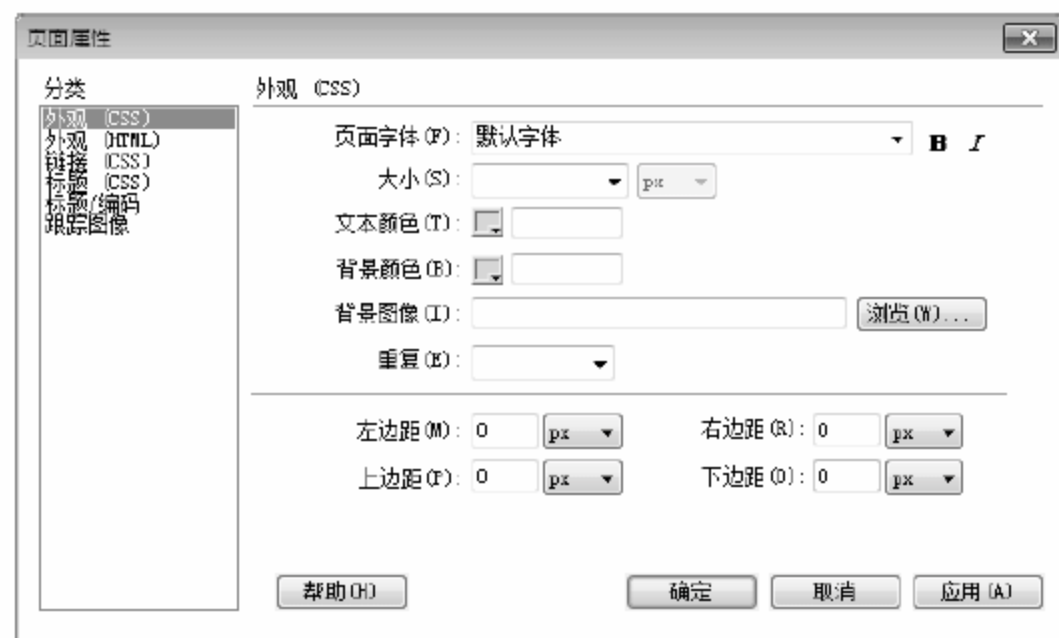 页面属性
分类
外观 (CSS)
外观 (HTML)
链接 (CSS)
标题 (CSS)
标题/编码
跟踪图像
外观 (CSS)
页面字体(F): 默认字体 B I
大小(S): px
文本颜色(T):
背景颜色(B):
背景图像(I): 浏览(W)...
重复(E):
左边距(M): 0 px 右边距(R): 0 px
上边距(P): 0 px 下边距(O): 0 px
帮助(H) 确定 取消 应用(A)